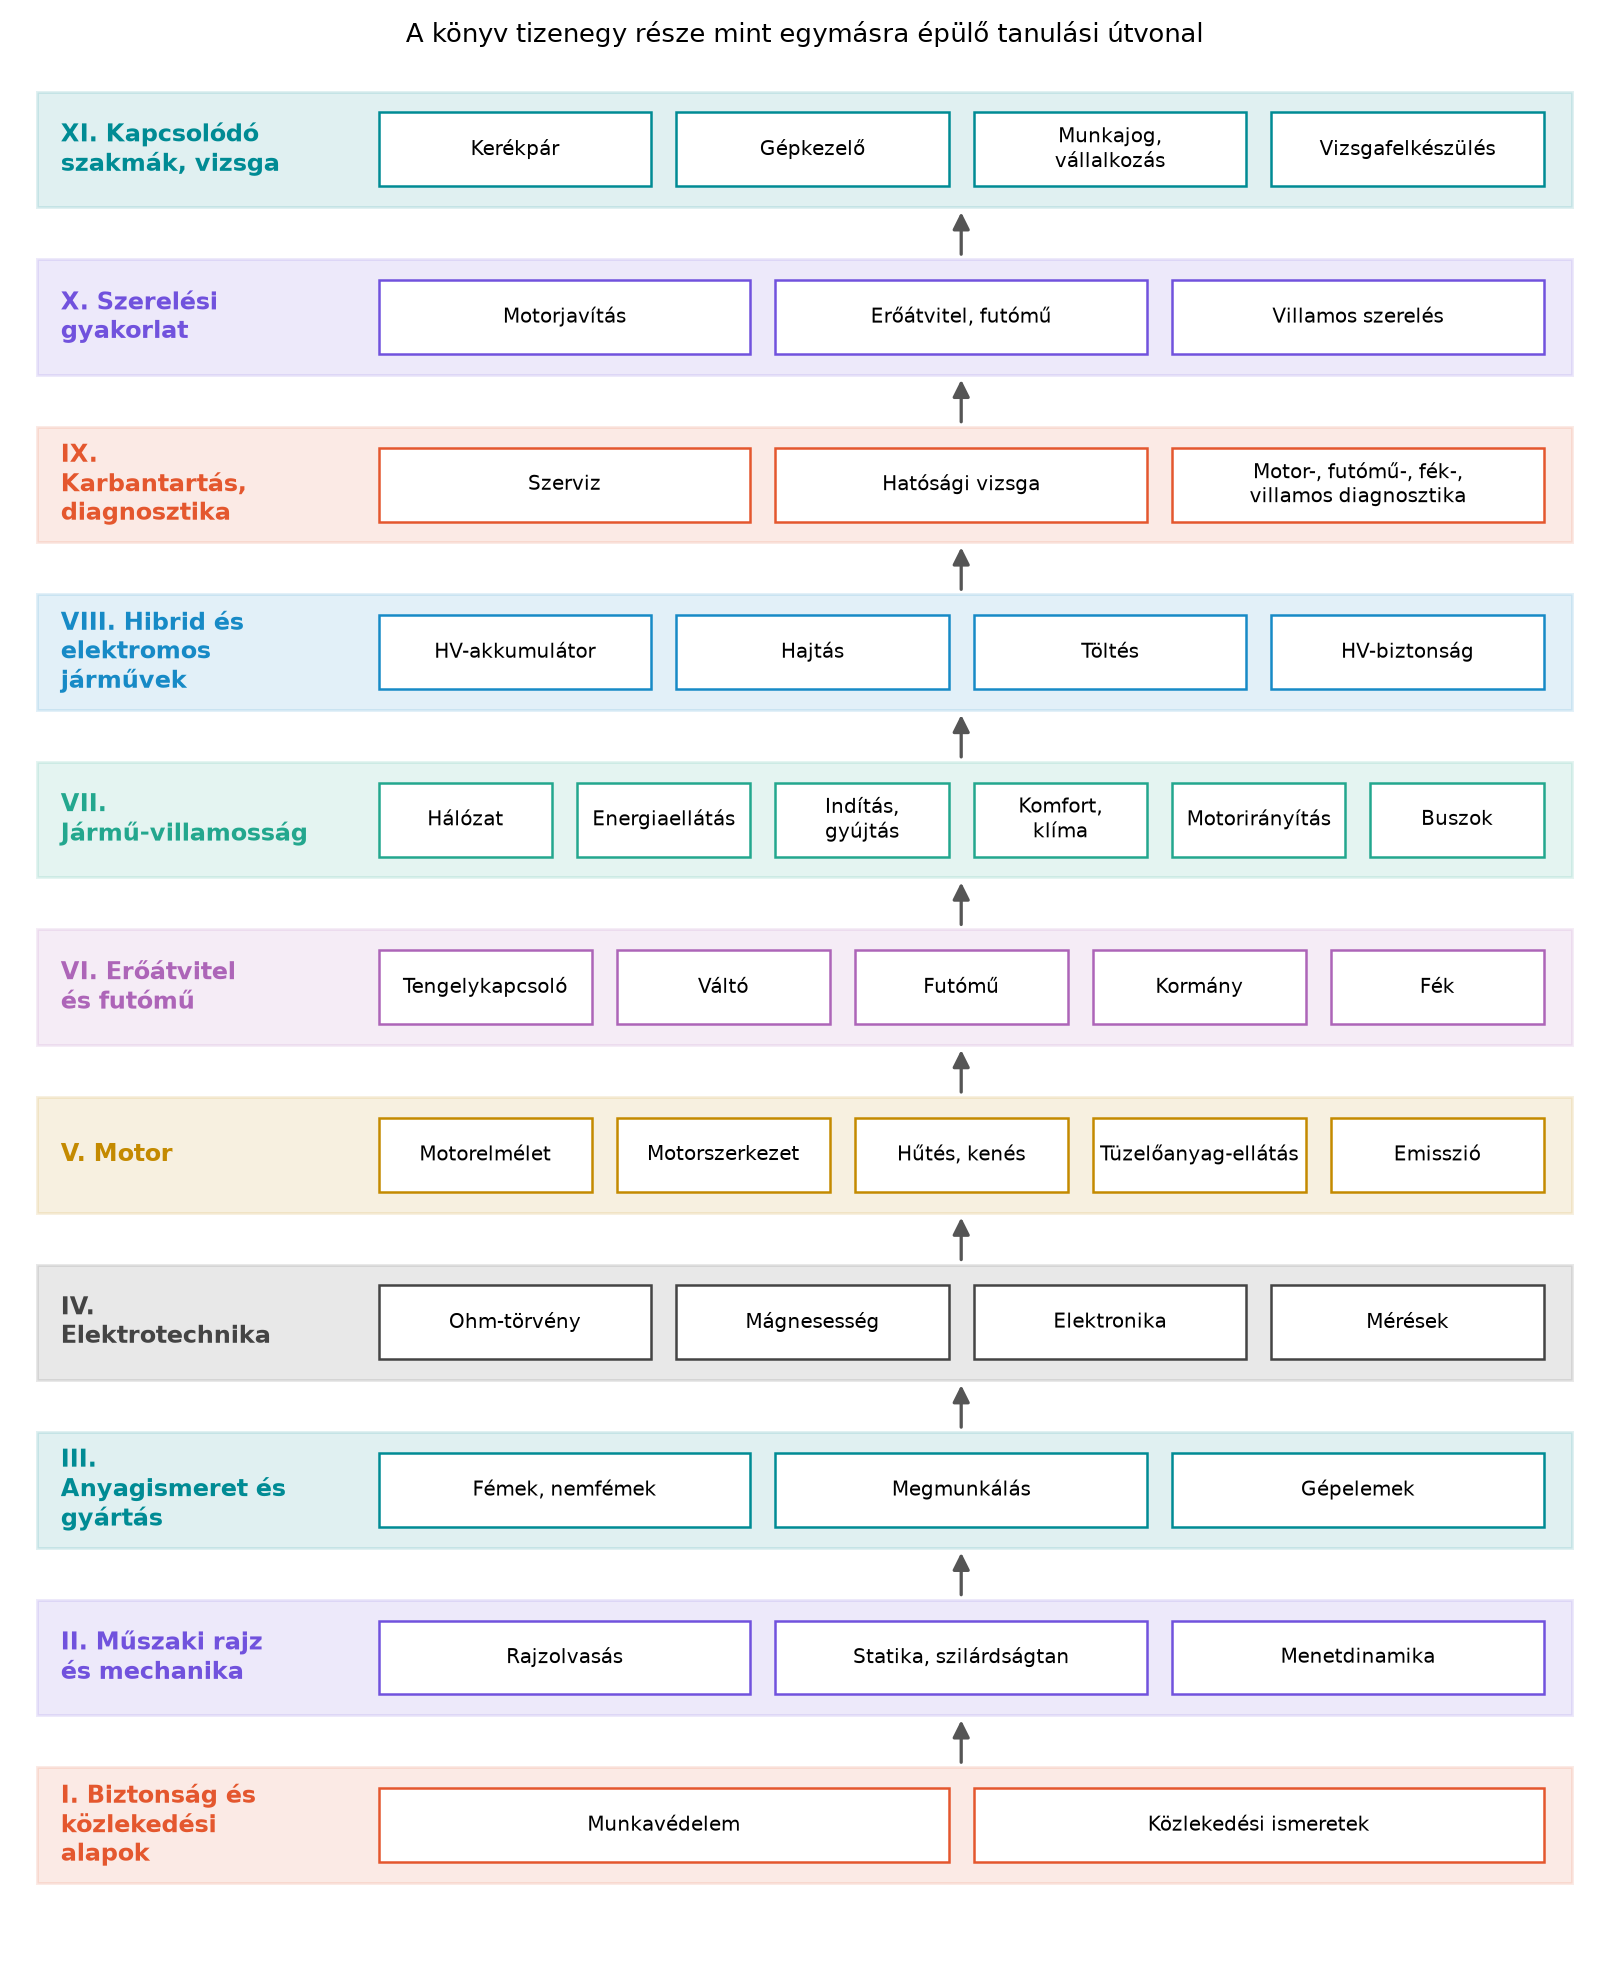 A könyv tizenegy része mint egymásra épülő tanulási útvonal
XI. Kapcsolódó
szakmák, vizsga
Kerékpár
Gépkezelő
Munkajog,
vállalkozás
Vizsgafelkészülés
X. Szerelési
gyakorlat
Motorjavítás
Erőátvitel, futómű
Villamos szerelés
IX.
Karbantartás,
diagnosztika
Szerviz
Hatósági vizsga
Motor-, futómű-, fék-,
villamos diagnosztika
VIII. Hibrid és
elektromos
járművek
HV-akkumulátor
Hajtás
Töltés
HV-biztonság
VII.
Jármű-villamosság
Hálózat
Energiaellátás
Indítás,
gyújtás
Komfort,
klíma
Motorirányítás
Buszok
VI. Erőátvitel
és futómű
Tengelykapcsoló
Váltó
Futómű
Kormány
Fék
V. Motor
Motorelmélet
Motorszerkezet
Hűtés, kenés
Tüzelőanyag-ellátás
Emisszió
IV.
Elektrotechnika
Ohm-törvény
Mágnesesség
Elektronika
Mérések
III.
Anyagismeret és
gyártás
Fémek, nemfémek
Megmunkálás
Gépelemek
II. Műszaki rajz
és mechanika
Rajzolvasás
Statika, szilárdságtan
Menetdinamika
I. Biztonság és
közlekedési
alapok
Munkavédelem
Közlekedési ismeretek